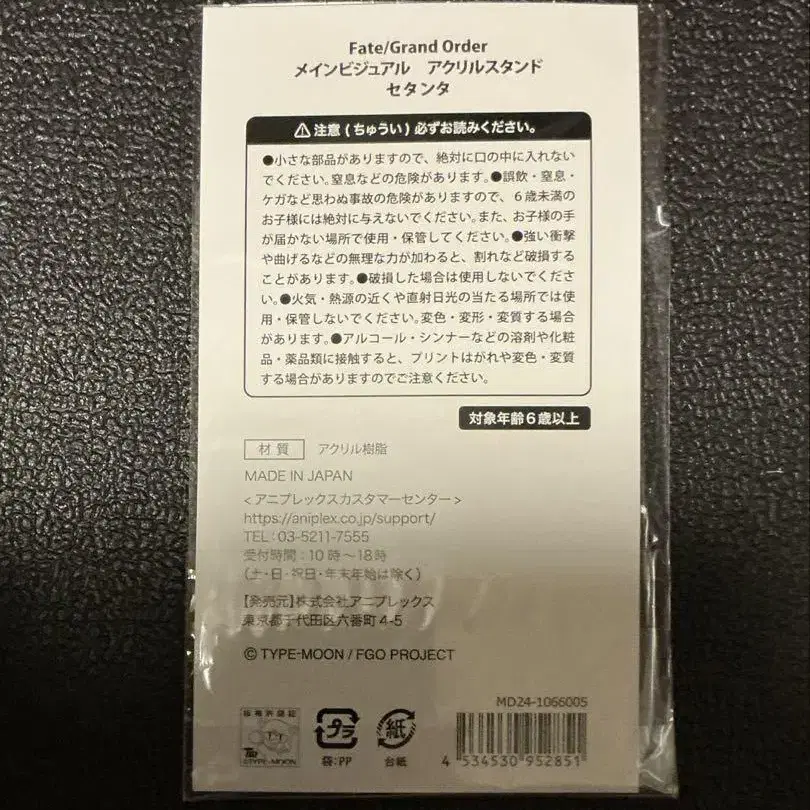 Fate/Grand Order
メインビジュアル　アクリルスタンド
セタンタ
⚠注意(ちゅうい)必ずお読みください。
●小さな部品がありますので、絶対に口の中に入れない
でください。窒息などの危険があります。●誤飲・窒息・
ケガなど思わぬ事故の危険がありますので、６歳未満の
お子様には絶対に与えないでください。また、お子様の手
が届かない場所で使用・保管してください。●強い衝撃
や曲げるなどの無理な力が加わると、割れなど破損する
ことがあります。●破損した場合は使用しないでくださ
い。●火気・熱源の近くや直射日光の当たる場所では使
用・保管しないでください。変色・変形・変質する場合
があります。●アルコール・シンナーなどの溶剤や化粧
品・薬品類に接触すると、プリントはがれや変色・変質
する場合がありますのでご注意ください。
対象年齢６歳以上
材質　アクリル樹脂
MADE IN JAPAN
<アニプレックスカスタマーセンター>
https://aniplex.co.jp/support/
TEL：03-5211-7555
受付時間：10時～18時
(土・日・祝日・年末年始は除く)
【発売元】株式会社アニプレックス
東京都千代田区六番町4-5
© TYPE-MOON / FGO PROJECT
MD24-1066005
版権許諾証
TM
©TYPE-MOON
プラ
袋：PP
紙
台紙
4 534530 952851